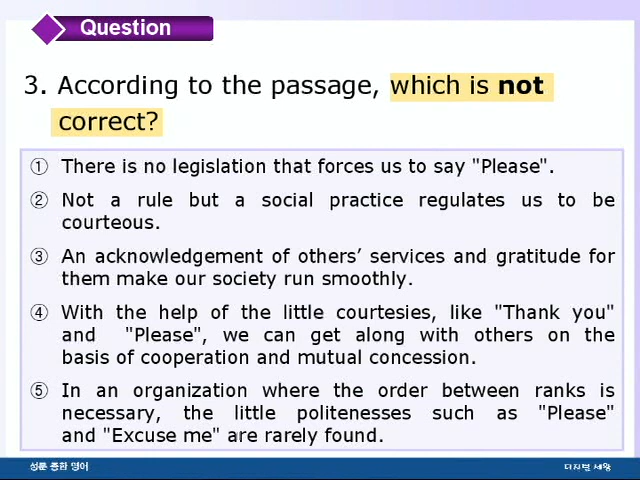 Question
3. According to the passage, which is not
correct?
① There is no legislation that forces us to say "Please".
② Not a rule but a social practice regulates us to be
courteous.
③ An acknowledgement of others’ services and gratitude for
them make our society run smoothly.
④ With the help of the little courtesies, like "Thank you"
and "Please", we can get along with others on the
basis of cooperation and mutual concession.
⑤ In an organization where the order between ranks is
necessary, the little politenesses such as "Please"
and "Excuse me" are rarely found.
성문 종합 영어
디지털 세왕